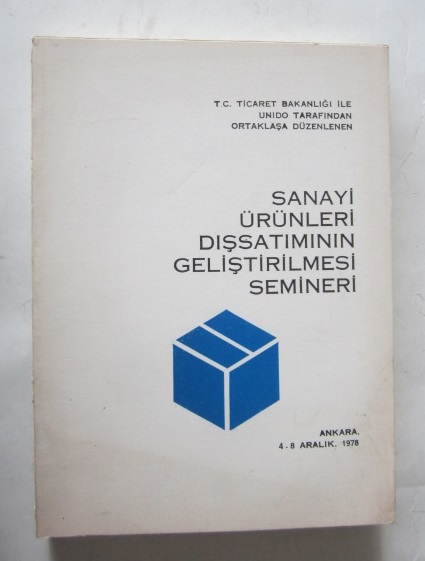 T.C. TİCARET BAKANLIĞI İLE
UNIDO TARAFINDAN
ORTAKLAŞA DÜZENLENEN
SANAYİ
ÜRÜNLERİ
DIŞSATIMININ
GELİŞTİRİLMESİ
SEMİNERİ
ANKARA,
4-8 ARALIK, 1978